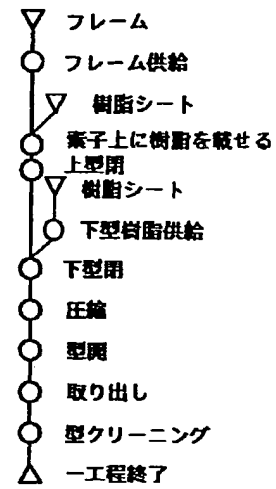 フレーム
フレーム供給
樹脂シート
素子上に樹脂を載せる
上型閉
樹脂シート
下型樹脂供給
下型閉
圧縮
型開
取り出し
型クリーニング
一工程終了